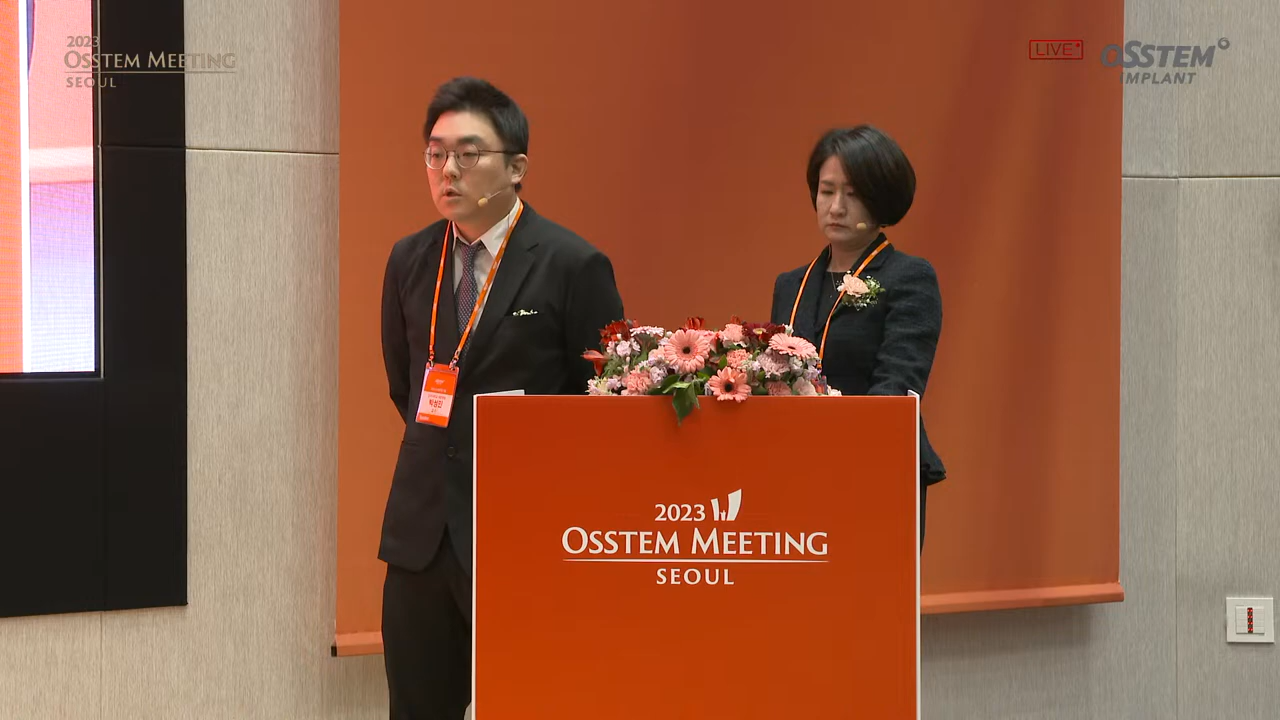 2023
OSSTEM MEETING
SEOUL
LIVE
OSSTEM
IMPLANT
2023
OSSTEM MEETING
SEOUL